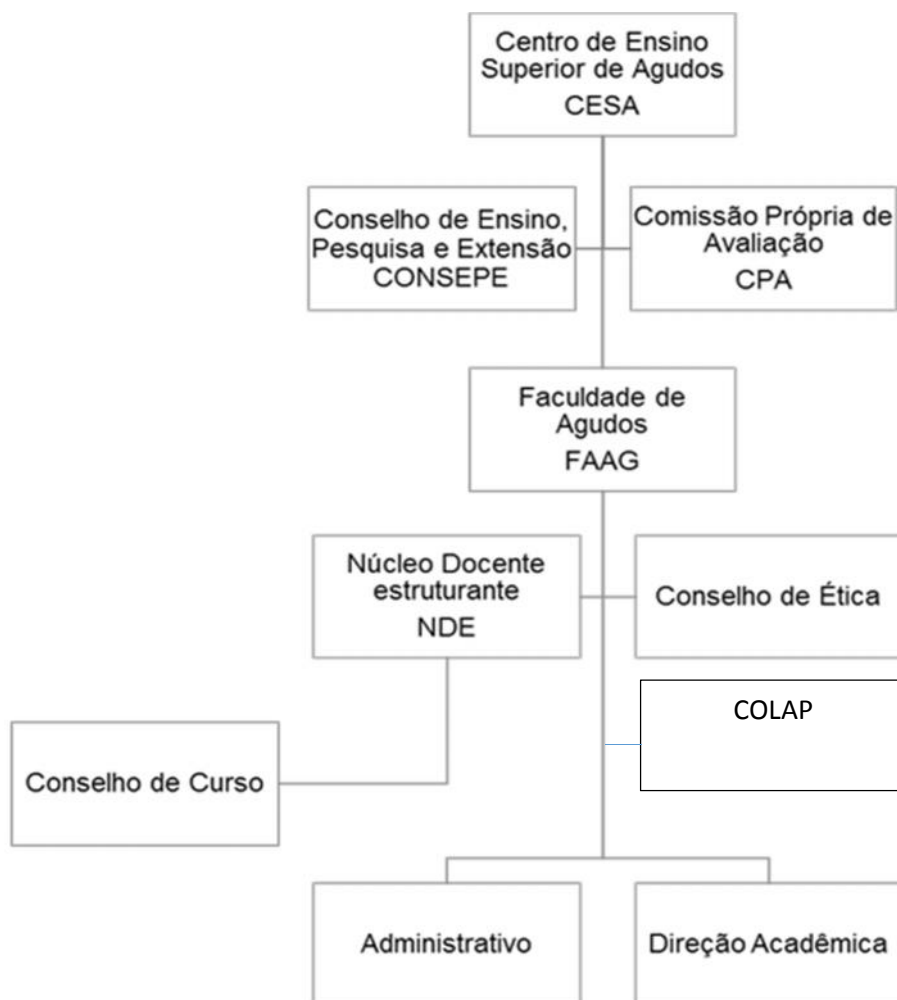 Centro de Ensino
Superior de Agudos
CESA
Conselho de Ensino,
Pesquisa e Extensão
CONSEPE
Comissão Própria de
Avaliação
CPA
Faculdade de
Agudos
FAAG
Núcleo Docente
estruturante
NDE
Conselho de Ética
COLAP
Conselho de Curso
Administrativo
Direção Acadêmica